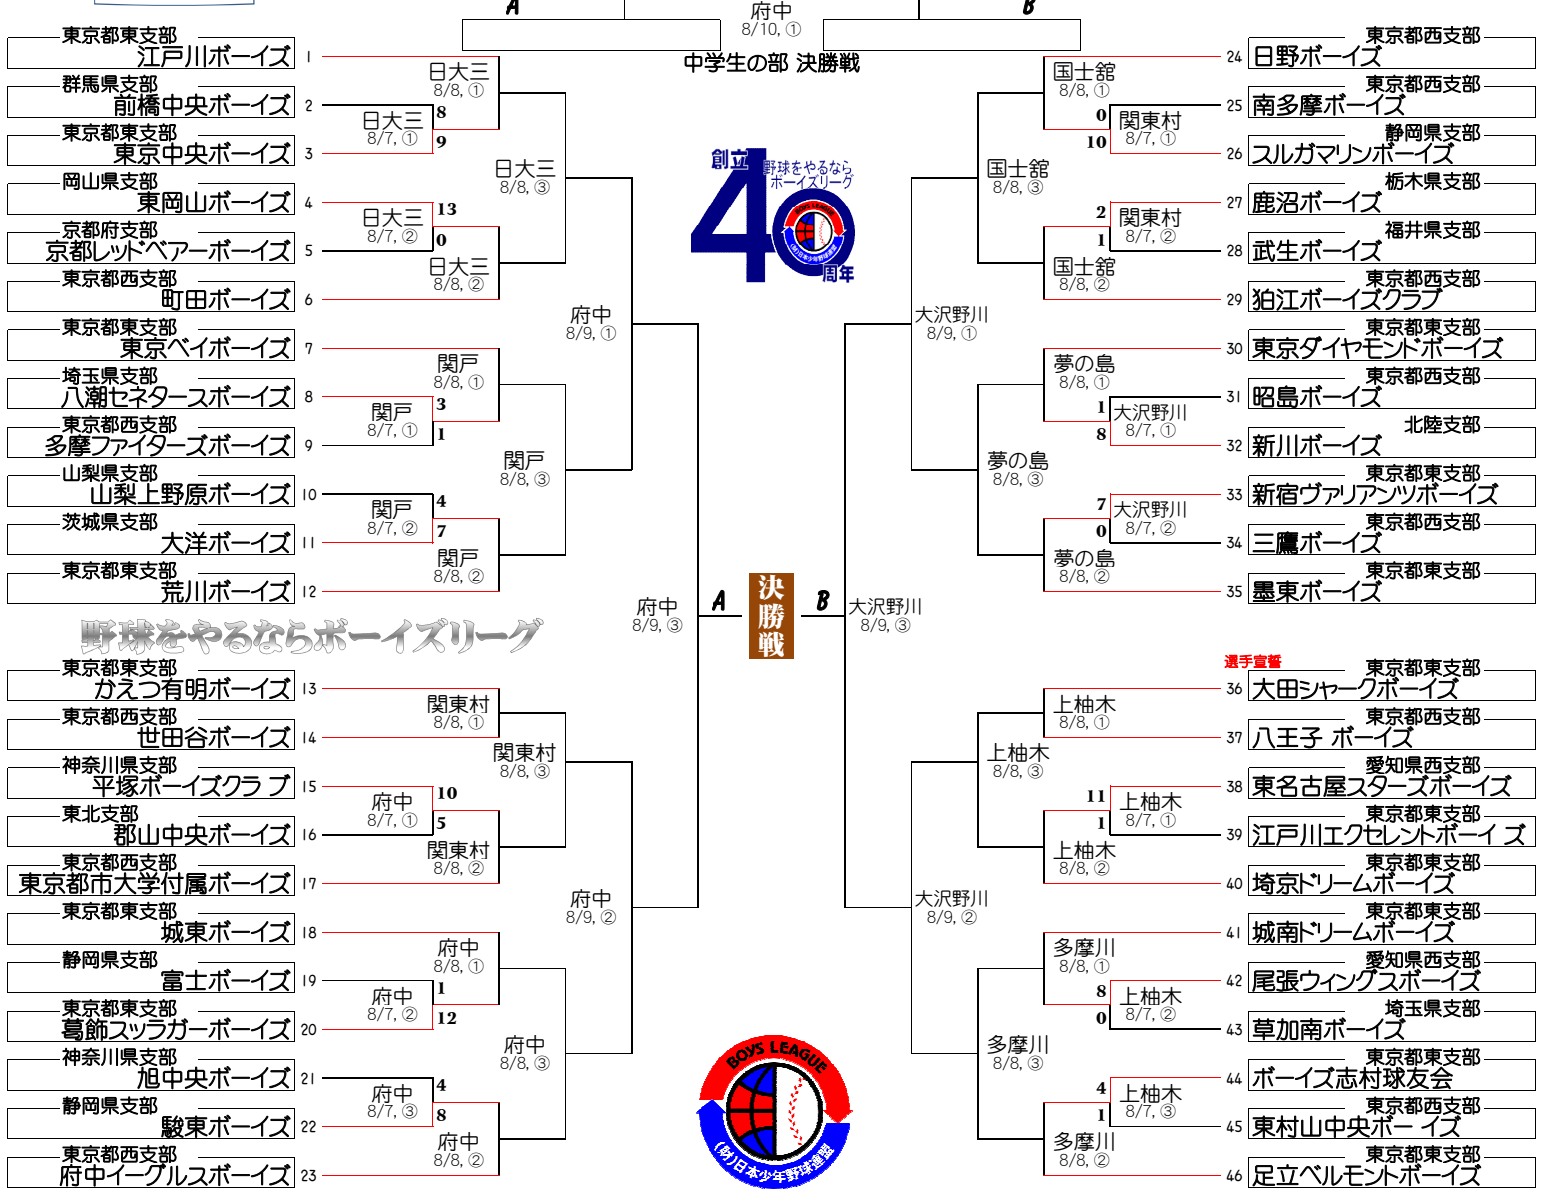 A
府中
8/10, ①
B
中学生の部 決勝戦
創立
40
野球をやるなら
ボーイズリーグ
BOYS LEAGUE
(財)日本少年野球連盟
周年
東京都東支部
江戸川ボーイズ 1
群馬県支部
前橋中央ボーイズ 2
東京都東支部
東京中央ボーイズ 3
岡山県支部
東岡山ボーイズ 4
京都府支部
京都レッドベアーボーイズ 5
東京都西支部
町田ボーイズ 6
東京都東支部
東京ベイボーイズ 7
埼玉県支部
八潮セネタースボーイズ 8
東京都西支部
多摩ファイターズボーイズ 9
山梨県支部
山梨上野原ボーイズ 10
茨城県支部
大洋ボーイズ 11
東京都東支部
荒川ボーイズ 12
野球をやるならボーイズリーグ
東京都東支部
かえつ有明ボーイズ 13
東京都西支部
世田谷ボーイズ 14
神奈川県支部
平塚ボーイズクラブ 15
東北支部
郡山中央ボーイズ 16
東京都西支部
東京都市大学付属ボーイズ 17
東京都東支部
城東ボーイズ 18
静岡県支部
富士ボーイズ 19
東京都東支部
葛飾スッラガーボーイズ 20
神奈川県支部
旭中央ボーイズ 21
静岡県支部
駿東ボーイズ 22
東京都西支部
府中イーグルスボーイズ 23
日大三
8/8, ①
8
日大三
8/7, ①
9
日大三
8/8, ③
13
日大三
8/7, ②
0
日大三
8/8, ②
府中
8/9, ①
関戸
8/8, ①
3
関戸
8/7, ①
1
関戸
8/8, ③
4
関戸
8/7, ②
7
関戸
8/8, ②
府中
8/9, ③
A
決勝戦
B
大沢野川
8/9, ③
関東村
8/8, ①
関東村
8/8, ③
10
府中
8/7, ①
5
関東村
8/8, ②
府中
8/9, ②
府中
8/8, ①
1
府中
8/7, ②
12
府中
8/8, ③
4
府中
8/7, ③
8
府中
8/8, ②
国士舘
8/8, ①
0
関東村
8/7, ①
10
国士舘
8/8, ③
2
関東村
8/7, ②
1
国士舘
8/8, ②
大沢野川
8/9, ①
夢の島
8/8, ①
1
大沢野川
8/7, ①
8
夢の島
8/8, ③
7
大沢野川
8/7, ②
0
夢の島
8/8, ②
上柚木
8/8, ①
上柚木
8/8, ③
11
上柚木
8/7, ①
1
上柚木
8/8, ②
大沢野川
8/9, ②
多摩川
8/8, ①
8
上柚木
8/7, ②
0
多摩川
8/8, ③
4
上柚木
8/7, ③
1
多摩川
8/8, ②
東京都西支部
24 日野ボーイズ
東京都西支部
25 南多摩ボーイズ
静岡県支部
26 スルガマリンボーイズ
栃木県支部
27 鹿沼ボーイズ
福井県支部
28 武生ボーイズ
東京都西支部
29 狛江ボーイズクラブ
東京都東支部
30 東京ダイヤモンドボーイズ
東京都西支部
31 昭島ボーイズ
北陸支部
32 新川ボーイズ
東京都東支部
33 新宿ヴァリアンツボーイズ
東京都西支部
34 三鷹ボーイズ
東京都東支部
35 墨東ボーイズ
選手宣誓
東京都東支部
36 大田シャークボーイズ
東京都西支部
37 八王子 ボーイズ
愛知県西支部
38 東名古屋スターズボーイズ
東京都東支部
39 江戸川エクセレントボーイズ
東京都東支部
40 埼京ドリームボーイズ
東京都東支部
41 城南ドリームボーイズ
愛知県西支部
42 尾張ウィングスボーイズ
埼玉県支部
43 草加南ボーイズ
東京都東支部
44 ボーイズ志村球友会
東京都西支部
45 東村山中央ボーイズ
東京都東支部
46 足立ベルモントボーイズ
BOYS LEAGUE
(財)日本少年野球連盟